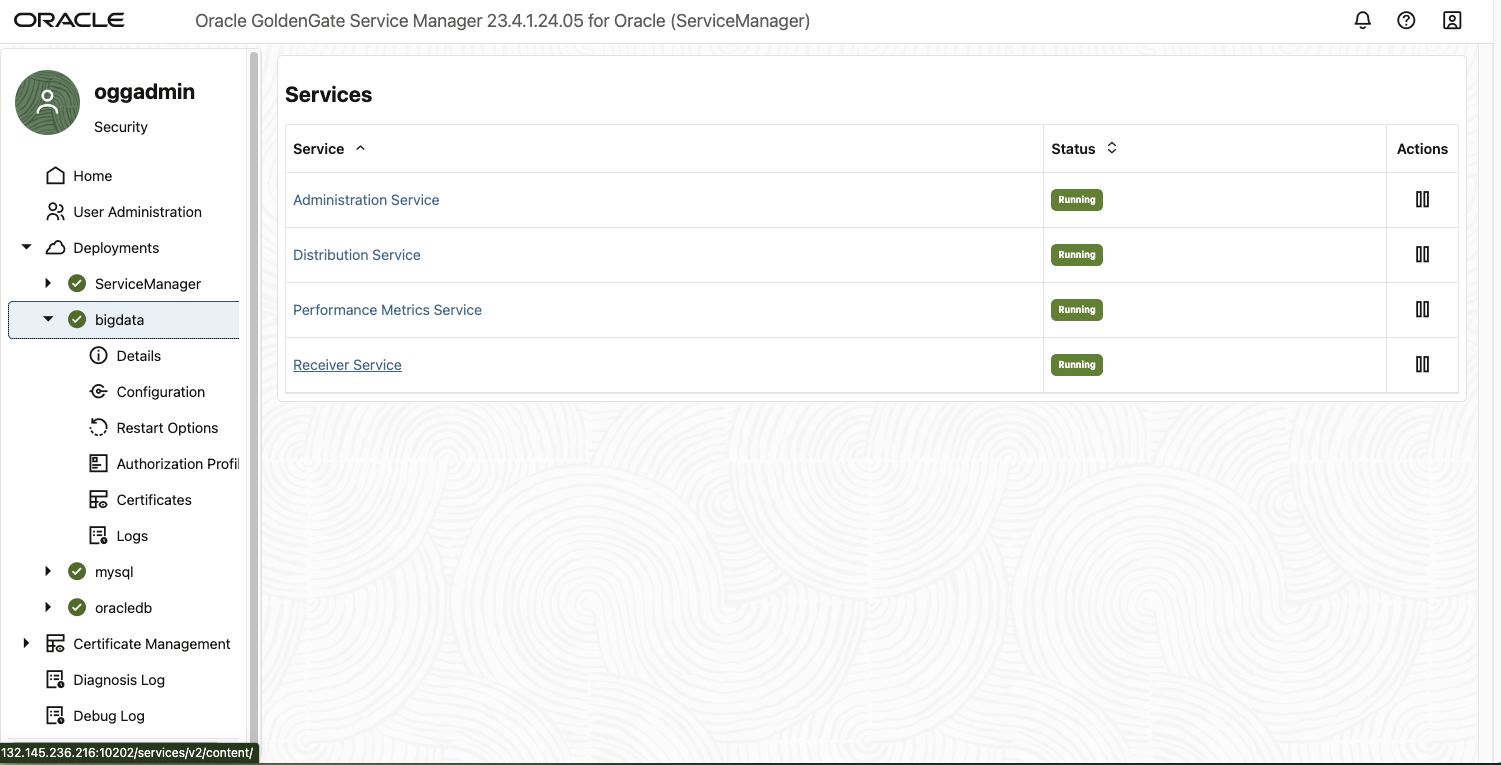 ORACLE
Oracle GoldenGate Service Manager 23.4.1.24.05 for Oracle (ServiceManager)
oggadmin
Security
Home
User Administration
Deployments
ServiceManager
bigdata
Details
Configuration
Restart Options
Authorization Profil
Certificates
Logs
mysql
oracledb
Certificate Management
Diagnosis Log
Debug Log
132.145.236.216:10202/services/v2/content/
Services
Service Status Actions
Administration Service Running
Distribution Service Running
Performance Metrics Service Running
Receiver Service Running